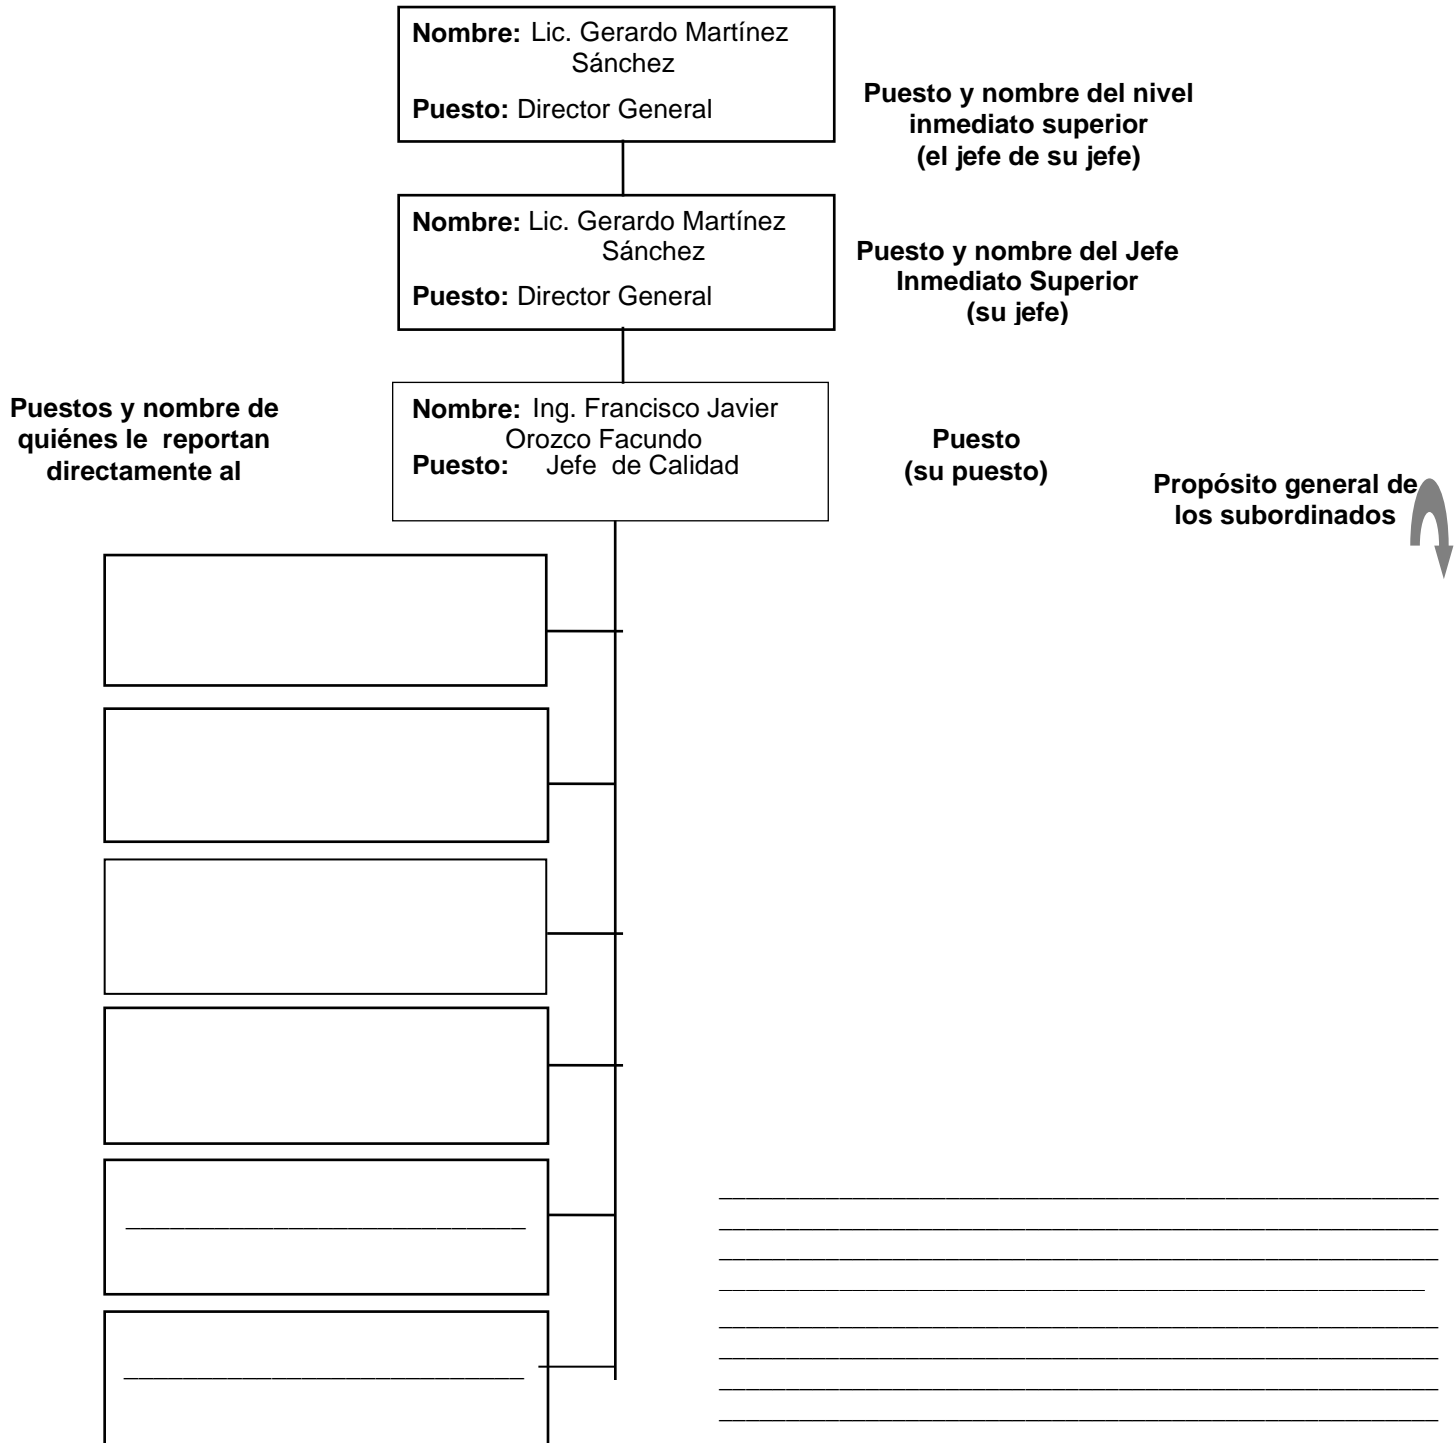 Nombre: Lic. Gerardo Martínez
Sánchez
Puesto: Director General
Puesto y nombre del nivel
inmediato superior
(el jefe de su jefe)
Nombre: Lic. Gerardo Martínez
Sánchez
Puesto: Director General
Puesto y nombre del Jefe
Inmediato Superior
(su jefe)
Puestos y nombre de
quiénes le reportan
directamente al
Nombre: Ing. Francisco Javier
Orozco Facundo
Puesto: Jefe de Calidad
Puesto
(su puesto)
Propósito general de
los subordinados